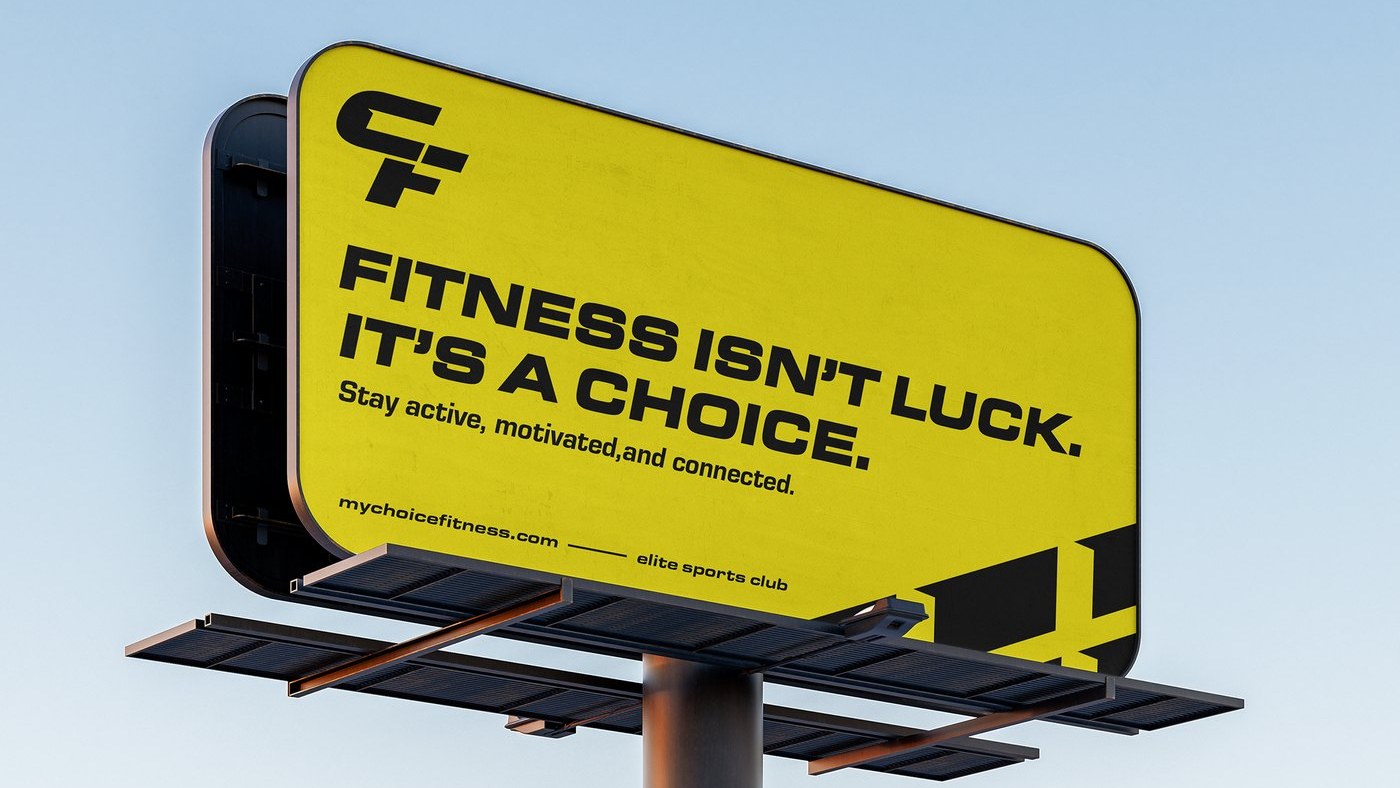 CF
FITNESS ISN'T LUCK.
IT'S A CHOICE.
Stay active, motivated,and connected.
mychoicefitness.com — elite sports club